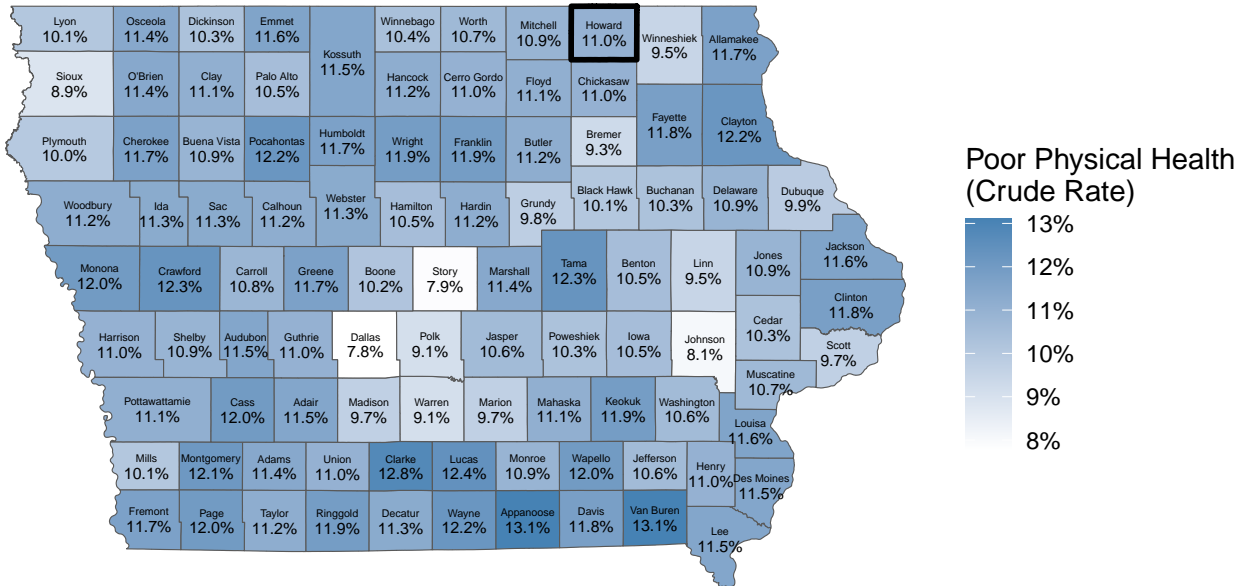 Lyon
10.1%
Osceola
11.4%
Dickinson
10.3%
Emmet
11.6%
Kossuth
11.5%
Winnebago
10.4%
Worth
10.7%
Mitchell
10.9%
Howard
11.0%
Winneshiek
9.5%
Allamakee
11.7%
Sioux
8.9%
O'Brien
11.4%
Clay
11.1%
Palo Alto
10.5%
Hancock
11.2%
Cerro Gordo
11.0%
Floyd
11.1%
Chickasaw
11.0%
Fayette
11.8%
Clayton
12.2%
Plymouth
10.0%
Cherokee
11.7%
Buena Vista
10.9%
Pocahontas
12.2%
Humboldt
11.7%
Wright
11.9%
Franklin
11.9%
Butler
11.2%
Bremer
9.3%
Woodbury
11.2%
Ida
11.3%
Sac
11.3%
Calhoun
11.2%
Webster
11.3%
Hamilton
10.5%
Hardin
11.2%
Grundy
9.8%
Black Hawk
10.1%
Buchanan
10.3%
Delaware
10.9%
Dubuque
9.9%
Monona
12.0%
Crawford
12.3%
Carroll
10.8%
Greene
11.7%
Boone
10.2%
Story
7.9%
Marshall
11.4%
Tama
12.3%
Benton
10.5%
Linn
9.5%
Jones
10.9%
Jackson
11.6%
Clinton
11.8%
Harrison
11.0%
Shelby
10.9%
Audubon
11.5%
Guthrie
11.0%
Dallas
7.8%
Polk
9.1%
Jasper
10.6%
Poweshiek
10.3%
Iowa
10.5%
Johnson
8.1%
Cedar
10.3%
Scott
9.7%
Muscatine
10.7%
Pottawattamie
11.1%
Cass
12.0%
Adair
11.5%
Madison
9.7%
Warren
9.1%
Marion
9.7%
Mahaska
11.1%
Keokuk
11.9%
Washington
10.6%
Louisa
11.6%
Mills
10.1%
Montgomery
12.1%
Adams
11.4%
Union
11.0%
Clarke
12.8%
Lucas
12.4%
Monroe
10.9%
Wapello
12.0%
Jefferson
10.6%
Henry
11.0%
Des Moines
11.5%
Fremont
11.7%
Page
12.0%
Taylor
11.2%
Ringgold
11.9%
Decatur
11.3%
Wayne
12.2%
Appanoose
13.1%
Davis
11.8%
Van Buren
13.1%
Lee
11.5%
Poor Physical Health
(Crude Rate)
13%
12%
11%
10%
9%
8%